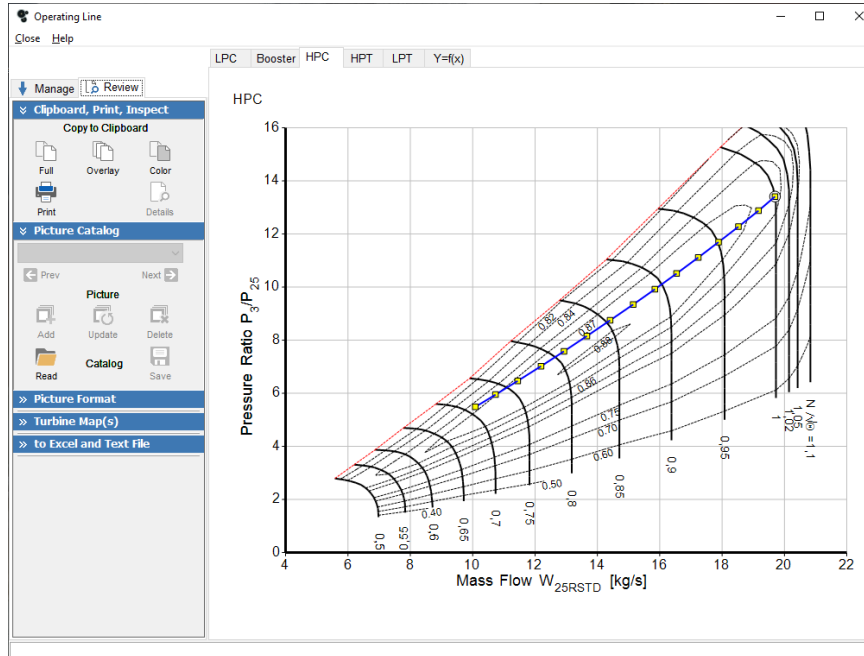 Operating Line
Close Help
LPC Booster HPC HPT LPT Y=f(x)
Manage Review
Clipboard, Print, Inspect
Copy to Clipboard
Full Overlay Color
Print Details
Picture Catalog
Prev Next
Picture
Add Update Delete
Read Catalog Save
Picture Format
Turbine Map(s)
to Excel and Text File
HPC
Pressure Ratio P3/P25
16
14
12
10
8
6
4
2
0
4 6 8 10 12 14 16 18 20 22
Mass Flow W25RSTD [kg/s]
0.82
0.84
0.87
0.88
0.86
0.75
0.70
0.60
0.50
0.40
0,5
0,55
0,6
0,65
0,7
0,75
0,8
0,85
0,9
0,95
1
1,02
1,05
N/√Θ =1,1